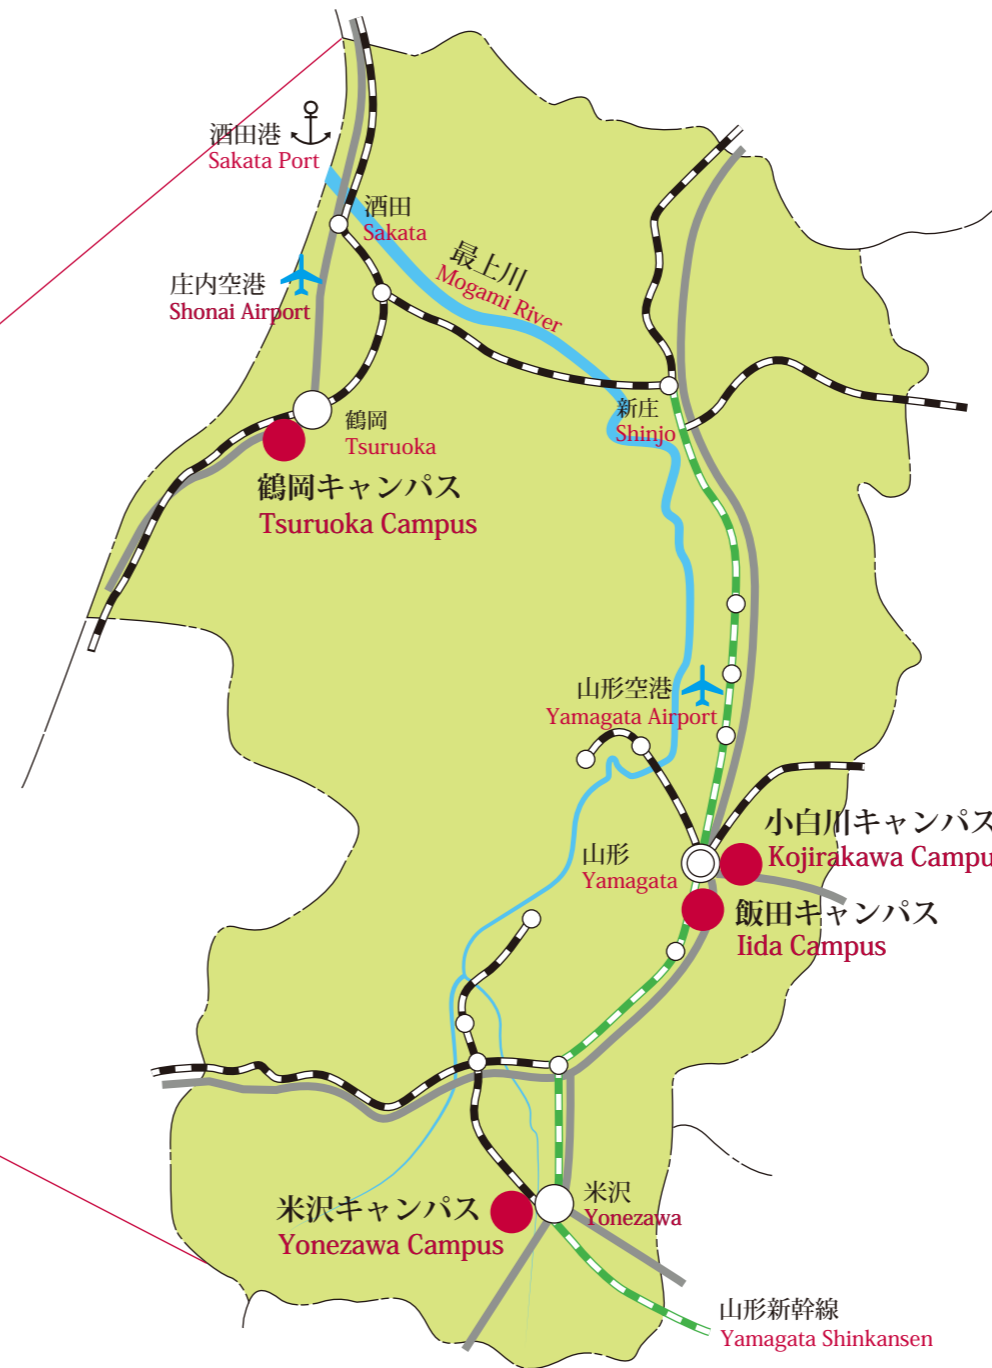 酒田港
Sakata Port
酒田
Sakata
最上川
Mogami River
庄内空港
Shonai Airport
鶴岡
Tsuruoka
新庄
Shinjo
鶴岡キャンパス
Tsuruoka Campus
山形空港
Yamagata Airport
小白川キャンパス
Kojirakawa Campu
山形
Yamagata
飯田キャンパス
Iida Campus
米沢キャンパス
Yonezawa Campus
米沢
Yonezawa
山形新幹線
Yamagata Shinkansen